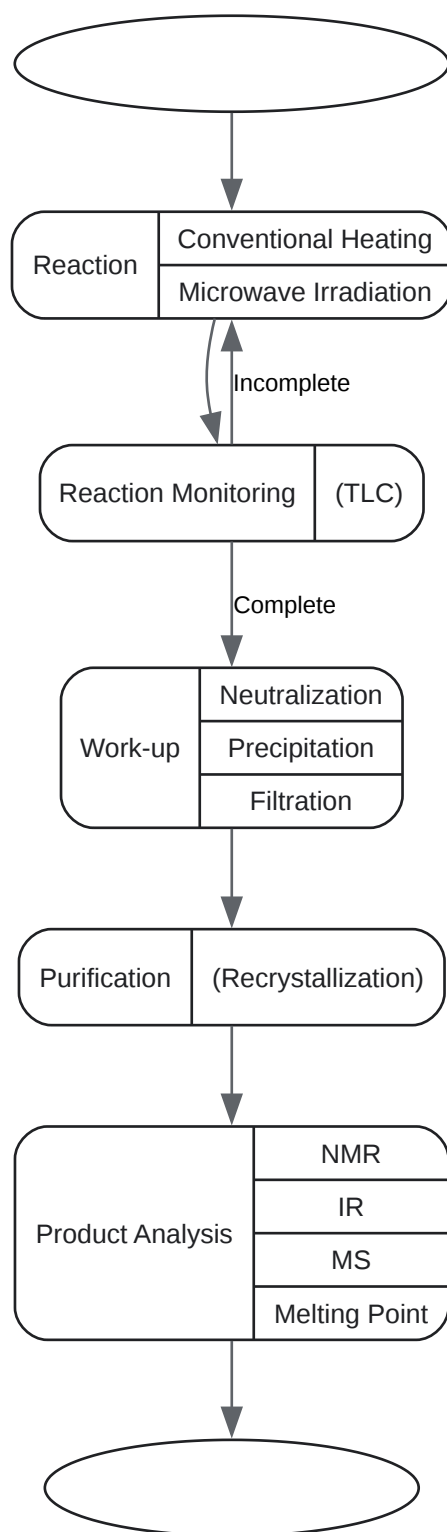 Reaction
Conventional Heating
Microwave Irradiation
Incomplete
Reaction Monitoring
(TLC)
Complete
Work-up
Neutralization
Precipitation
Filtration
Purification
(Recrystallization)
Product Analysis
NMR
IR
MS
Melting Point